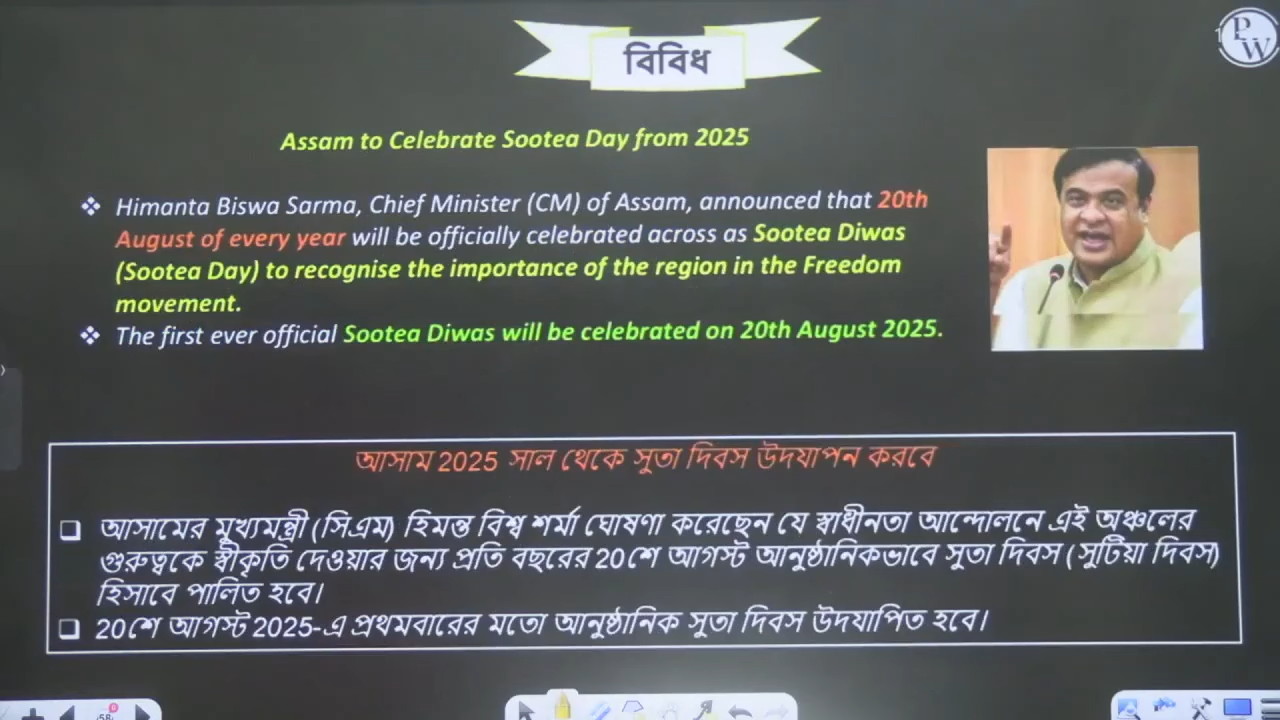 বিবিধ
PW
Assam to Celebrate Sootea Day from 2025
❖ Himanta Biswa Sarma, Chief Minister (CM) of Assam, announced that 20th
August of every year will be officially celebrated across as Sootea Diwas
(Sootea Day) to recognise the importance of the region in the Freedom
movement.
❖ The first ever official Sootea Diwas will be celebrated on 20th August 2025.
আসাম 2025 সাল থেকে সুতা দিবস উদযাপন করবে
❑ আসামের মুখ্যমন্ত্রী (সিএম) হিমন্ত বিশ্ব শর্মা ঘোষণা করেছেন যে স্বাধীনতা আন্দোলনে এই অঞ্চলের
গুরুত্বকে স্বীকৃতি দেওয়ার জন্য প্রতি বছরের 20শে আগস্ট আনুষ্ঠানিকভাবে সুতা দিবস (সুটিয়া দিবস)
হিসাবে পালিত হবে।
❑ 20শে আগস্ট 2025-এ প্রথমবারের মতো আনুষ্ঠানিক সুতা দিবস উদযাপিত হবে।
58